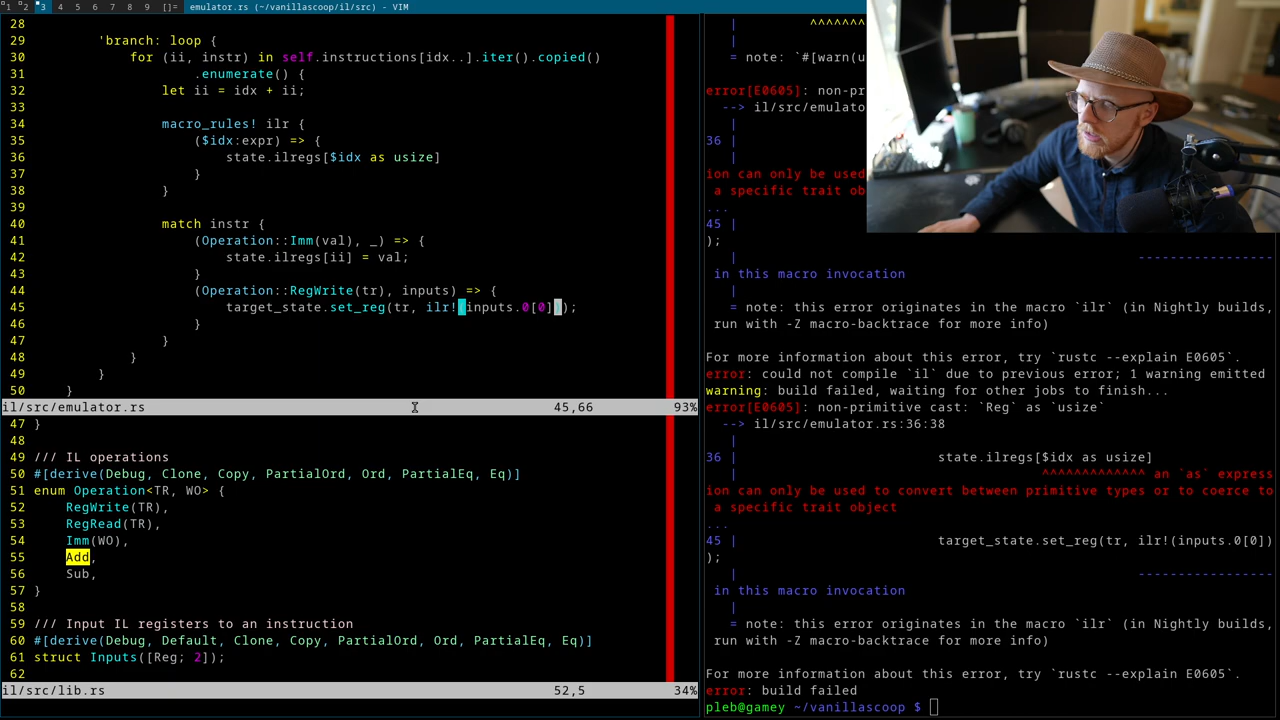 1 2 3 4 5 6 7 8 9 []= emulator.rs (~/vanillascoop/il/src) - VIM
28
29 'branch: loop {
30 for (ii, instr) in self.instructions[idx..].iter().copied()
31 .enumerate() {
32 let ii = idx + ii;
33
34 macro_rules! ilr {
35 ($idx:expr) => {
36 state.ilregs[$idx as usize]
37 }
38 }
39
40 match instr {
41 (Operation::Imm(val), _) => {
42 state.ilregs[ii] = val;
43 }
44 (Operation::RegWrite(tr), inputs) => {
45 target_state.set_reg(tr, ilr!(inputs.0[0]));
46 }
47 }
48 }
49 }
50 }
il/src/emulator.rs 45,66 93%
47 }
48
49 /// IL operations
50 #[derive(Debug, Clone, Copy, PartialOrd, Ord, PartialEq, Eq)]
51 enum Operation<TR, WO> {
52 RegWrite(TR),
53 RegRead(TR),
54 Imm(WO),
55 Add,
56 Sub,
57 }
58
59 /// Input IL registers to an instruction
60 #[derive(Debug, Default, Clone, Copy, PartialOrd, Ord, PartialEq, Eq)]
61 struct Inputs([Reg; 2]);
62
il/src/lib.rs 52,5 34%
| ^^^^^^^
|
= note: `#[warn(u
error[E0605]: non-pr
--> il/src/emulato
|
36 |
|
ion can only be used
a specific trait ob
...
45 |
);
| -----------------
in this macro invocation
|
= note: this error originates in the macro `ilr` (in Nightly builds,
run with -Z macro-backtrace for more info)
For more information about this error, try `rustc --explain E0605`.
error: could not compile `il` due to previous error; 1 warning emitted
warning: build failed, waiting for other jobs to finish...
error[E0605]: non-primitive cast: `Reg` as `usize`
--> il/src/emulator.rs:36:38
|
36 | state.ilregs[$idx as usize]
| ^^^^^^^^^^^^^ an `as` express
ion can only be used to convert between primitive types or to coerce to
a specific trait object
...
45 | target_state.set_reg(tr, ilr!(inputs.0[0])
);
| -----------------
in this macro invocation
|
= note: this error originates in the macro `ilr` (in Nightly builds,
run with -Z macro-backtrace for more info)
For more information about this error, try `rustc --explain E0605`.
error: build failed
pleb@gamey ~/vanillascoop $